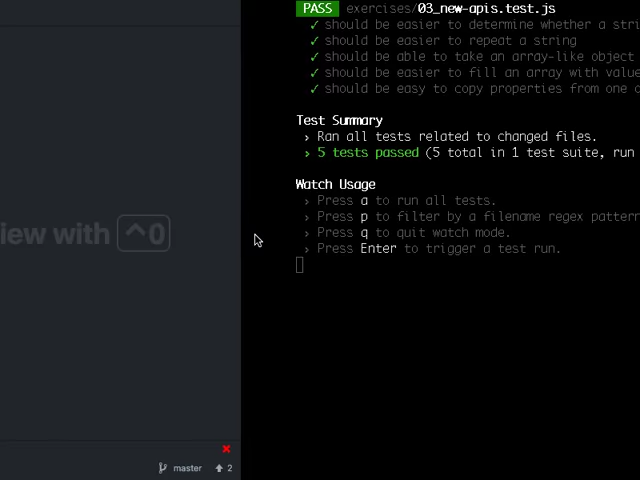 PASS exercises/03_new-apis.test.js
✓ should be easier to determine whether a stri
✓ should be easier to repeat a string
✓ should be able to take an array-like object
✓ should be easier to fill an array with value
✓ should be easy to copy properties from one o
Test Summary
› Ran all tests related to changed files.
› 5 tests passed (5 total in 1 test suite, run
Watch Usage
› Press a to run all tests.
› Press p to filter by a filename regex pattern
› Press q to quit watch mode.
› Press Enter to trigger a test run.
iew with ^0
master 2